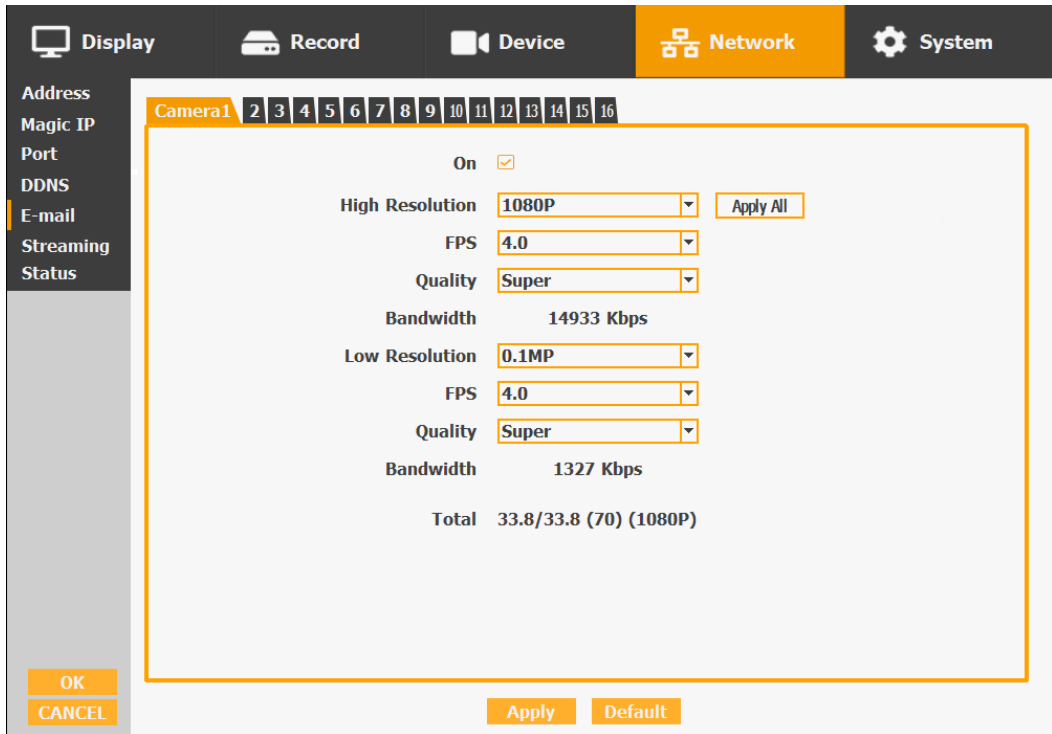 Display Record Device Network System
Address
Magic IP
Port
DDNS
E-mail
Streaming
Status
Camera1 2 3 4 5 6 7 8 9 10 11 12 13 14 15 16
On
High Resolution 1080P Apply All
FPS 4.0
Quality Super
Bandwidth 14933 Kbps
Low Resolution 0.1MP
FPS 4.0
Quality Super
Bandwidth 1327 Kbps
Total 33.8/33.8 (70) (1080P)
OK
CANCEL
Apply Default